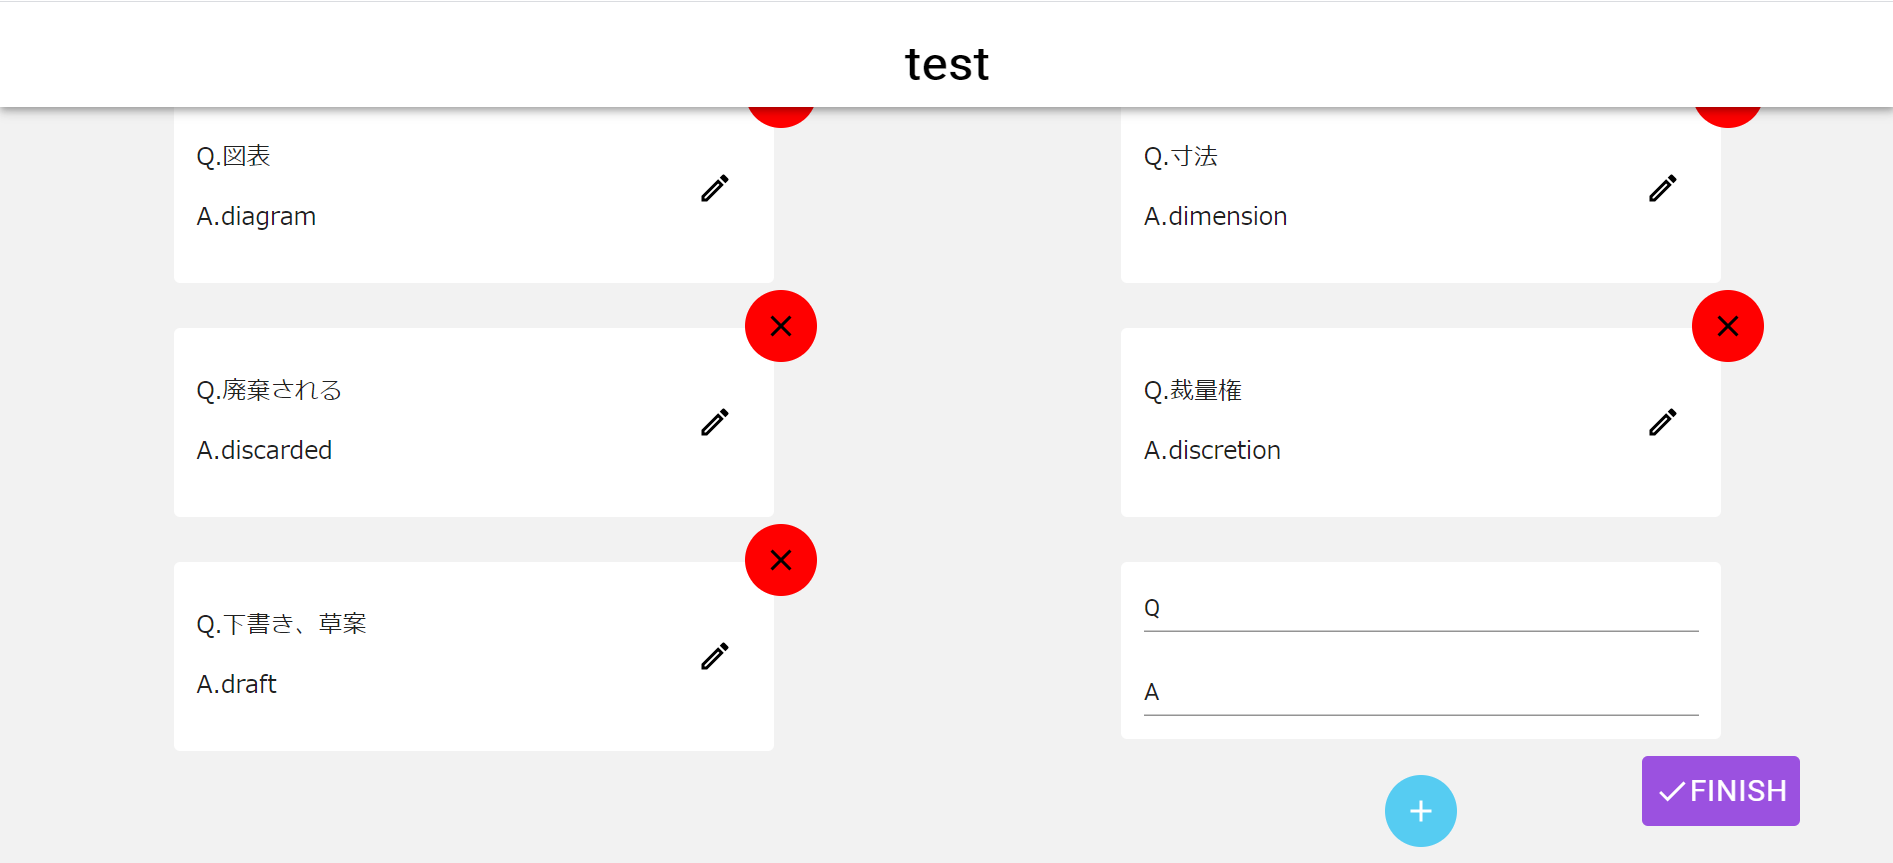 test
Q.図表
A.diagram
Q.寸法
A.dimension
Q.廃棄される
A.discarded
Q.裁量権
A.discretion
Q.下書き、草案
A.draft
Q
A
FINISH